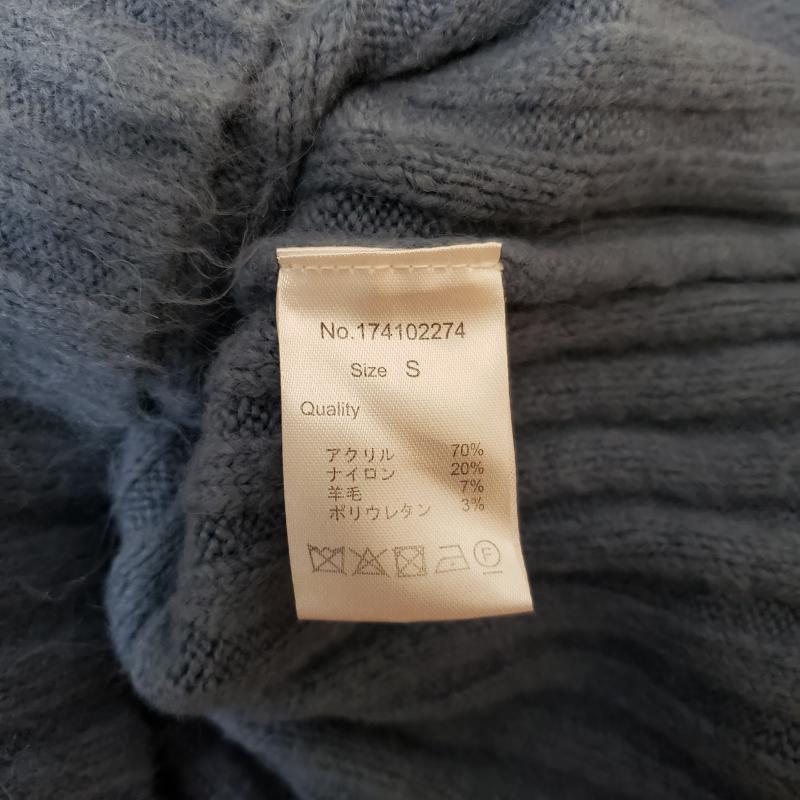 No.174102274
Size S
Quality
アクリル 70%
ナイロン 20%
羊毛 7%
ポリウレタン 3%
F